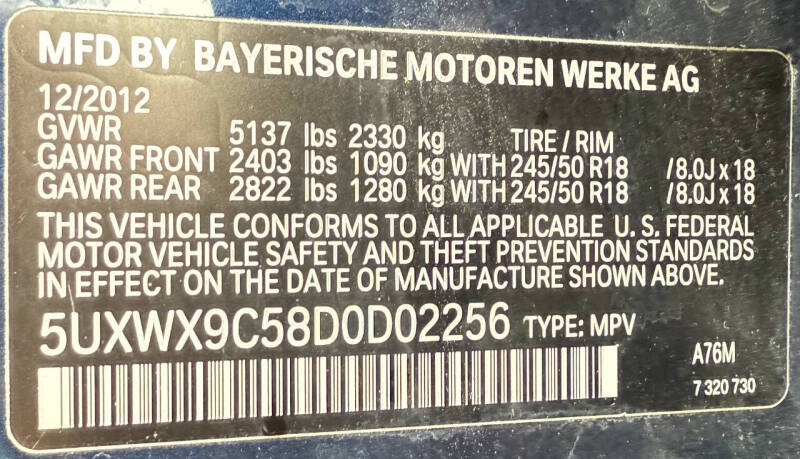 MFD BY BAYERISCHE MOTOREN WERKE AG
12/2012
GVWR 5137 lbs 2330 kg TIRE / RIM
GAWR FRONT 2403 lbs 1090 kg WITH 245/50 R18 /8.0J x 18
GAWR REAR 2822 lbs 1280 kg WITH 245/50 R18 /8.0J x 18
THIS VEHICLE CONFORMS TO ALL APPLICABLE U. S. FEDERAL
MOTOR VEHICLE SAFETY AND THEFT PREVENTION STANDARDS
IN EFFECT ON THE DATE OF MANUFACTURE SHOWN ABOVE.
5UXWX9C58D0D02256 TYPE: MPV
A76M
7 320 730